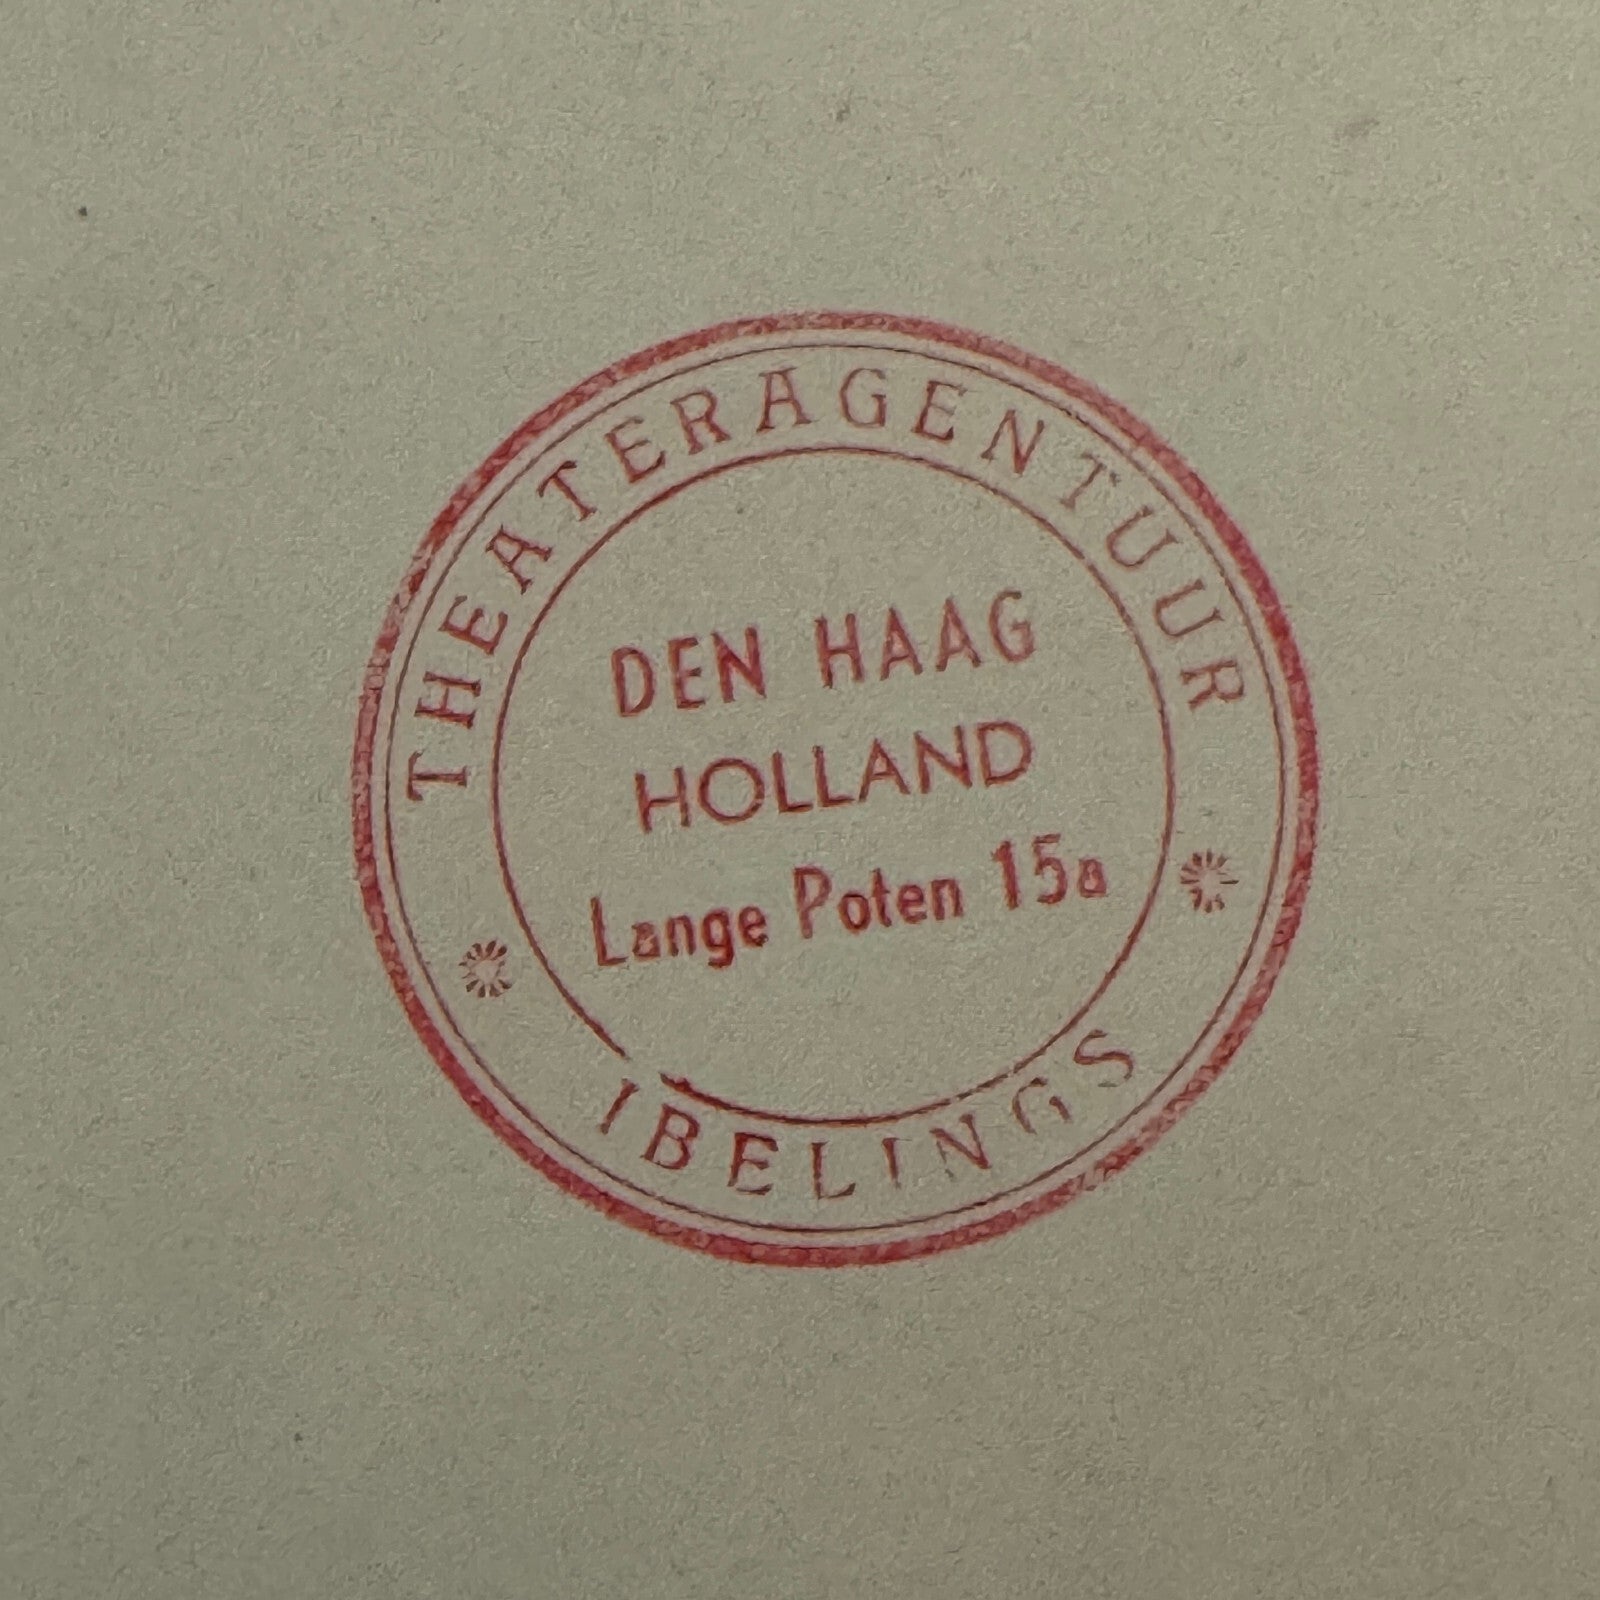 THEATERAGENTUUR
DEN HAAG
HOLLAND
Lange Poten 15a
IBELINGS